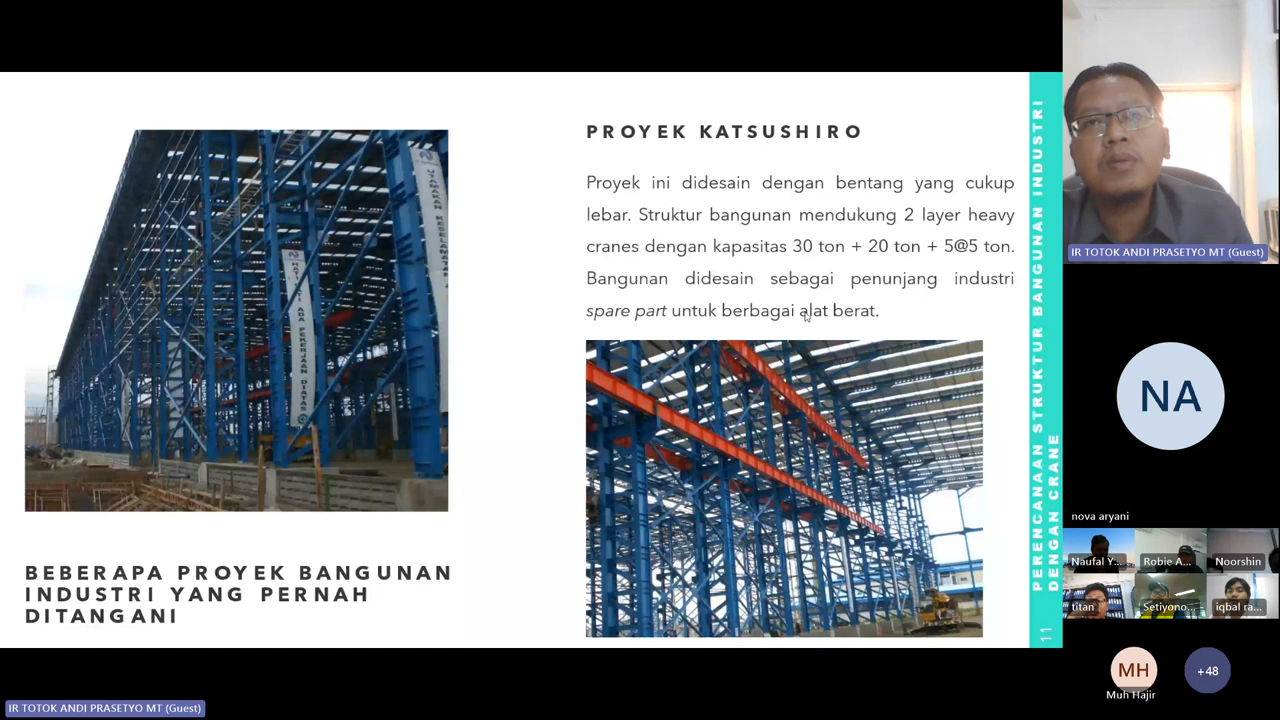 PROYEK KATSUSHIRO
Proyek ini didesain dengan bentang yang cukup
lebar. Struktur bangunan mendukung 2 layer heavy
cranes dengan kapasitas 30 ton + 20 ton + 5@5 ton.
Bangunan didesain sebagai penunjang industri
spare part untuk berbagai alat berat.
HATI
ADA PEKERJAAN DIATAS
BEBERAPA PROYEK BANGUNAN
INDUSTRI YANG PERNAH
DITANGANI
PERENCANAAN STRUKTUR BANGUNAN INDUSTRI
DENGAN CRANE
11
IR TOTOK ANDI PRASETYO MT (Guest)
NA
nova aryani
Naufal Y...
Robie A...
Noorshin
titan
Setiyono...
iqbal ra...
MH
Muh Hajir
+48
IR TOTOK ANDI PRASETYO MT (Guest)